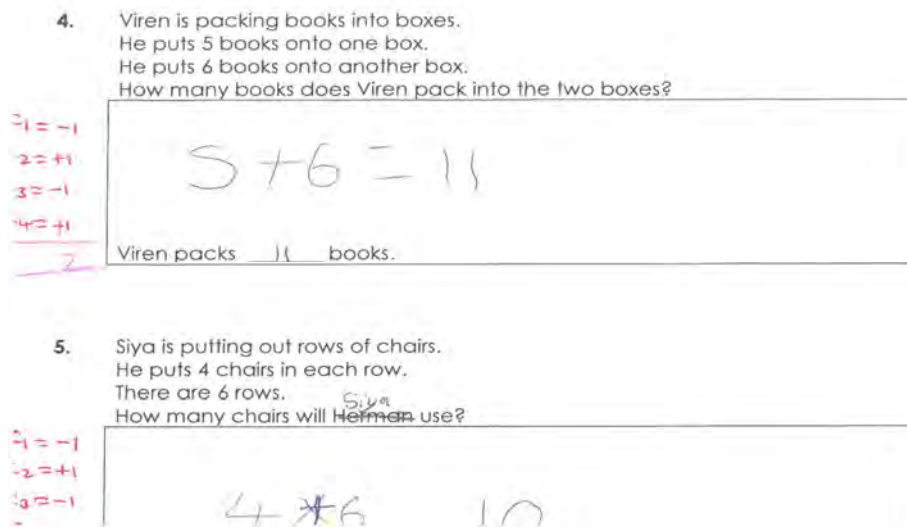 4. Viren is packing books into boxes.
He puts 5 books onto one box.
He puts 6 books onto another box.
How many books does Viren pack into the two boxes?
1 = -1
2 = +1
3 = -1
4 = +1
2
5 + 6 = 11
Viren packs 11 books.
5. Siya is putting out rows of chairs.
He puts 4 chairs in each row.
There are 6 rows.
Siya
How many chairs will Herman use?
1 = -1
2 = +1
3 = -1
4 + 6 10